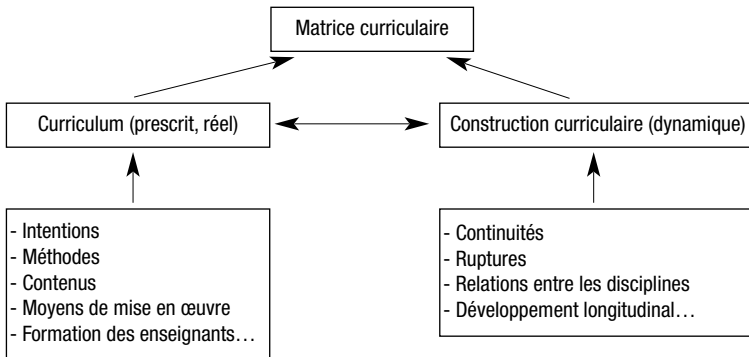 Matrice curriculaire
Curriculum (prescrit, réel)
Construction curriculaire (dynamique)
- Intentions
- Méthodes
- Contenus
- Moyens de mise en œuvre
- Formation des enseignants…
- Continuités
- Ruptures
- Relations entre les disciplines
- Développement longitudinal…